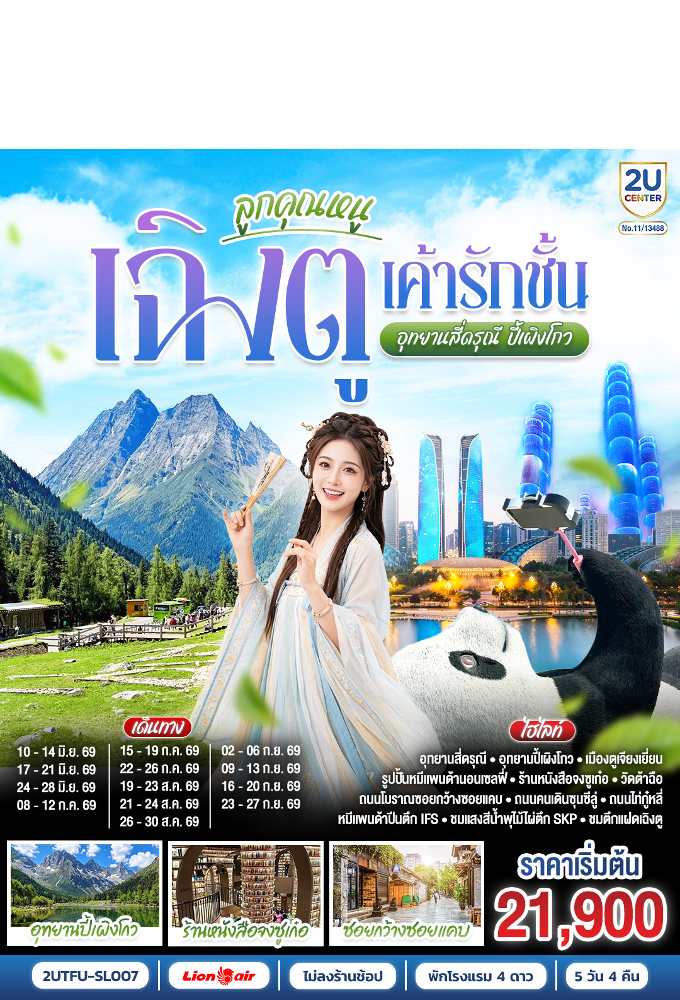 2U
CENTER
No.11/13488
ลูกคุณหนู
เฉิงตู
เค้ารักชั้น
อุทยานสี่ดรุณี ปี้เผิงโกว
เดินทาง
10 - 14 มิ.ย. 69
17 - 21 มิ.ย. 69
24 - 28 มิ.ย. 69
08 - 12 ก.ค. 69
15 - 19 ก.ค. 69
22 - 26 ก.ค. 69
19 - 23 ส.ค. 69
21 - 24 ส.ค. 69
26 - 30 ส.ค. 69
02 - 06 ก.ย. 69
09 - 13 ก.ย. 69
16 - 20 ก.ย. 69
23 - 27 ก.ย. 69
ไฮไลท์
อุทยานสี่ดรุณี • อุทยานปี้เผิงโกว • เมืองตูเจียงเยี่ยน
รูปปั้นหมีแพนด้านอนเซลฟี่ • ร้านหนังสือจงซูเก๋อ • วัดต้าฉือ
ถนนโบราณซอยกว้างซอยแคบ • ถนนคนเดินชุนซีลู่ • ถนนไท่กู๋หลี่
หมีแพนด้าปีนตึก IFS • ชมแสงสีน้ำพุไม้ไผ่ตึก SKP • ชมตึกแฝดเฉิงตู
อุทยานปี้เผิงโกว
ร้านหนังสือจงซูเก๋อ
ซอยกว้างซอยแคบ
ราคาเริ่มต้น
21,900
2UTFU-SL007
Lion air
ไม่ลงร้านช้อป
พักโรงแรม 4 ดาว
5 วัน 4 คืน